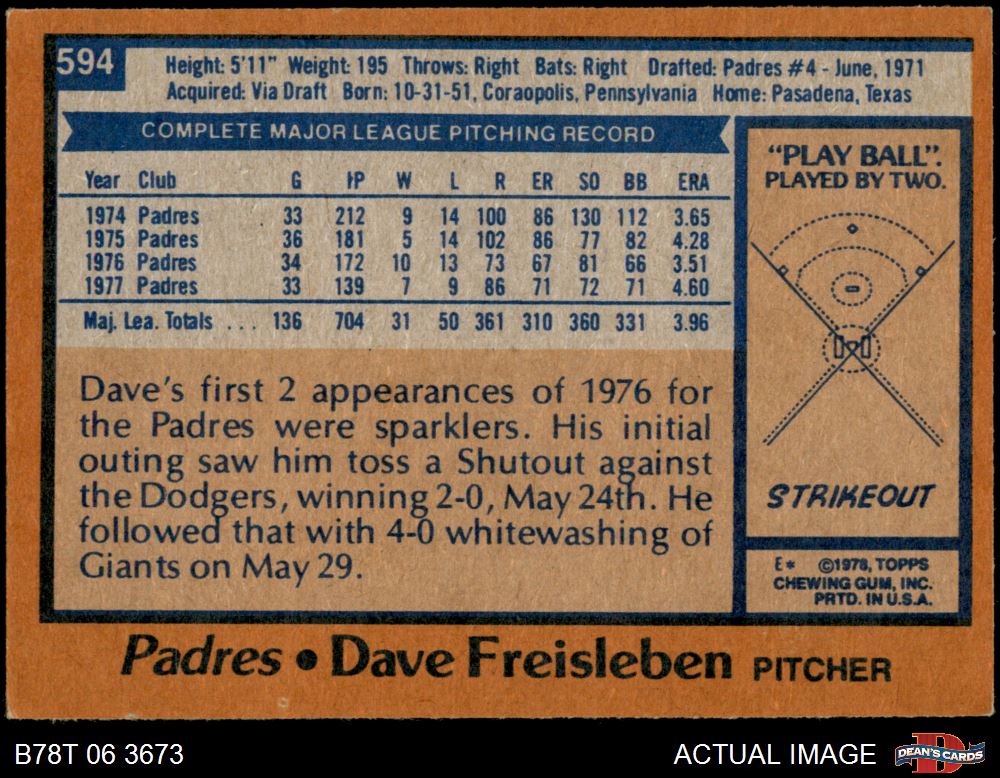 594
Height: 5'11" Weight: 195 Throws: Right Bats: Right Drafted: Padres #4 - June, 1971
Acquired: Via Draft Born: 10-31-51, Coraopolis, Pennsylvania Home: Pasadena, Texas
COMPLETE MAJOR LEAGUE PITCHING RECORD
Year Club G IP W L R ER SO BB ERA
1974 Padres 33 212 9 14 100 86 130 112 3.65
1975 Padres 36 181 5 14 102 86 77 82 4.28
1976 Padres 34 172 10 13 73 67 81 66 3.51
1977 Padres 33 139 7 9 86 71 72 71 4.60
Maj. Lea. Totals ... 136 704 31 50 361 310 360 331 3.96
Dave's first 2 appearances of 1976 for
the Padres were sparklers. His initial
outing saw him toss a Shutout against
the Dodgers, winning 2-0, May 24th. He
followed that with 4-0 whitewashing of
Giants on May 29.
"PLAY BALL".
PLAYED BY TWO.
STRIKEOUT
E* ©1978, TOPPS
CHEWING GUM, INC.
PRTD. IN U.S.A.
Padres • Dave Freisleben PITCHER
B78T 06 3673
ACTUAL IMAGE
DEAN'S CARDS